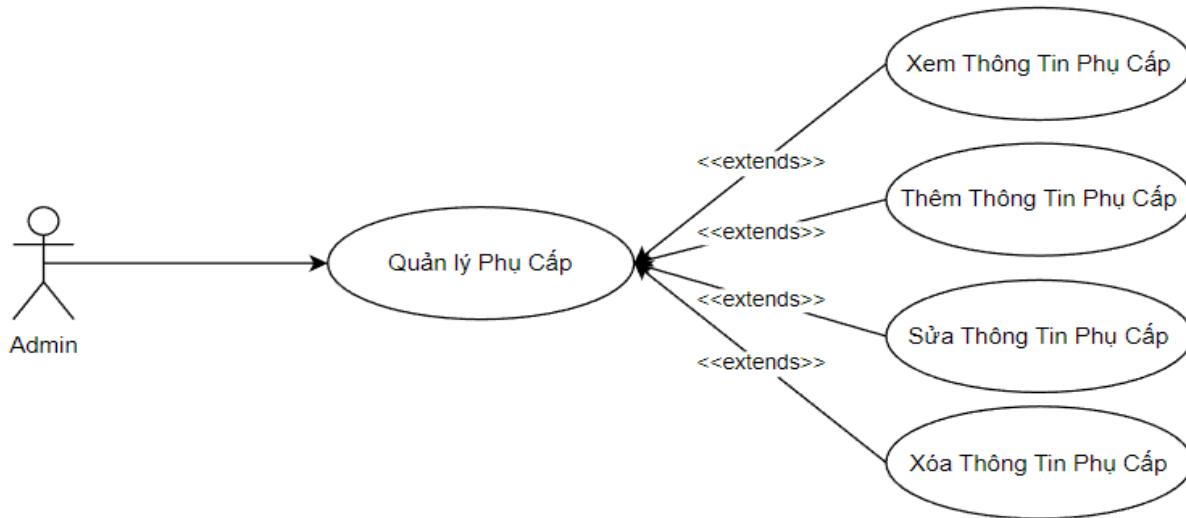 Xem Thông Tin Phụ Cấp
<<extends>>
Thêm Thông Tin Phụ Cấp
<<extends>>
Quản lý Phụ Cấp
<<extends>>
Sửa Thông Tin Phụ Cấp
Admin
<<extends>>
Xóa Thông Tin Phụ Cấp